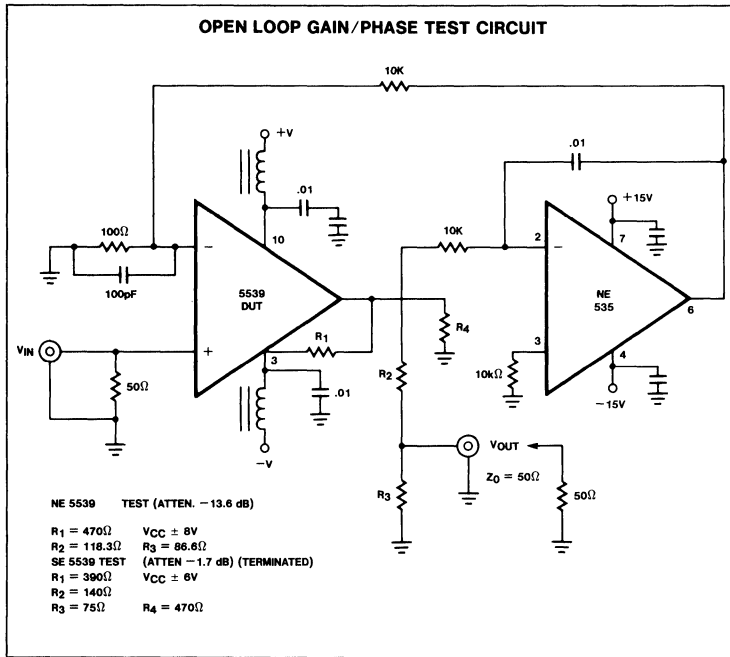 OPEN LOOP GAIN/PHASE TEST CIRCUIT
10K
+V
.01
.01
+15V
100Ω
10K
−
10
2
−
7
100pF
5539
DUT
NE
535
6
R1
R4
VIN
+
3
3
4
R2
10kΩ
50Ω
.01
−15V
−V
VOUT
R3
ZO = 50Ω
50Ω
NE 5539 TEST (ATTEN. −13.6 dB)
R1 = 470Ω VCC ± 8V
R2 = 118.3Ω R3 = 86.6Ω
SE 5539 TEST (ATTEN −1.7 dB) (TERMINATED)
R1 = 390Ω VCC ± 6V
R2 = 140Ω
R3 = 75Ω R4 = 470Ω